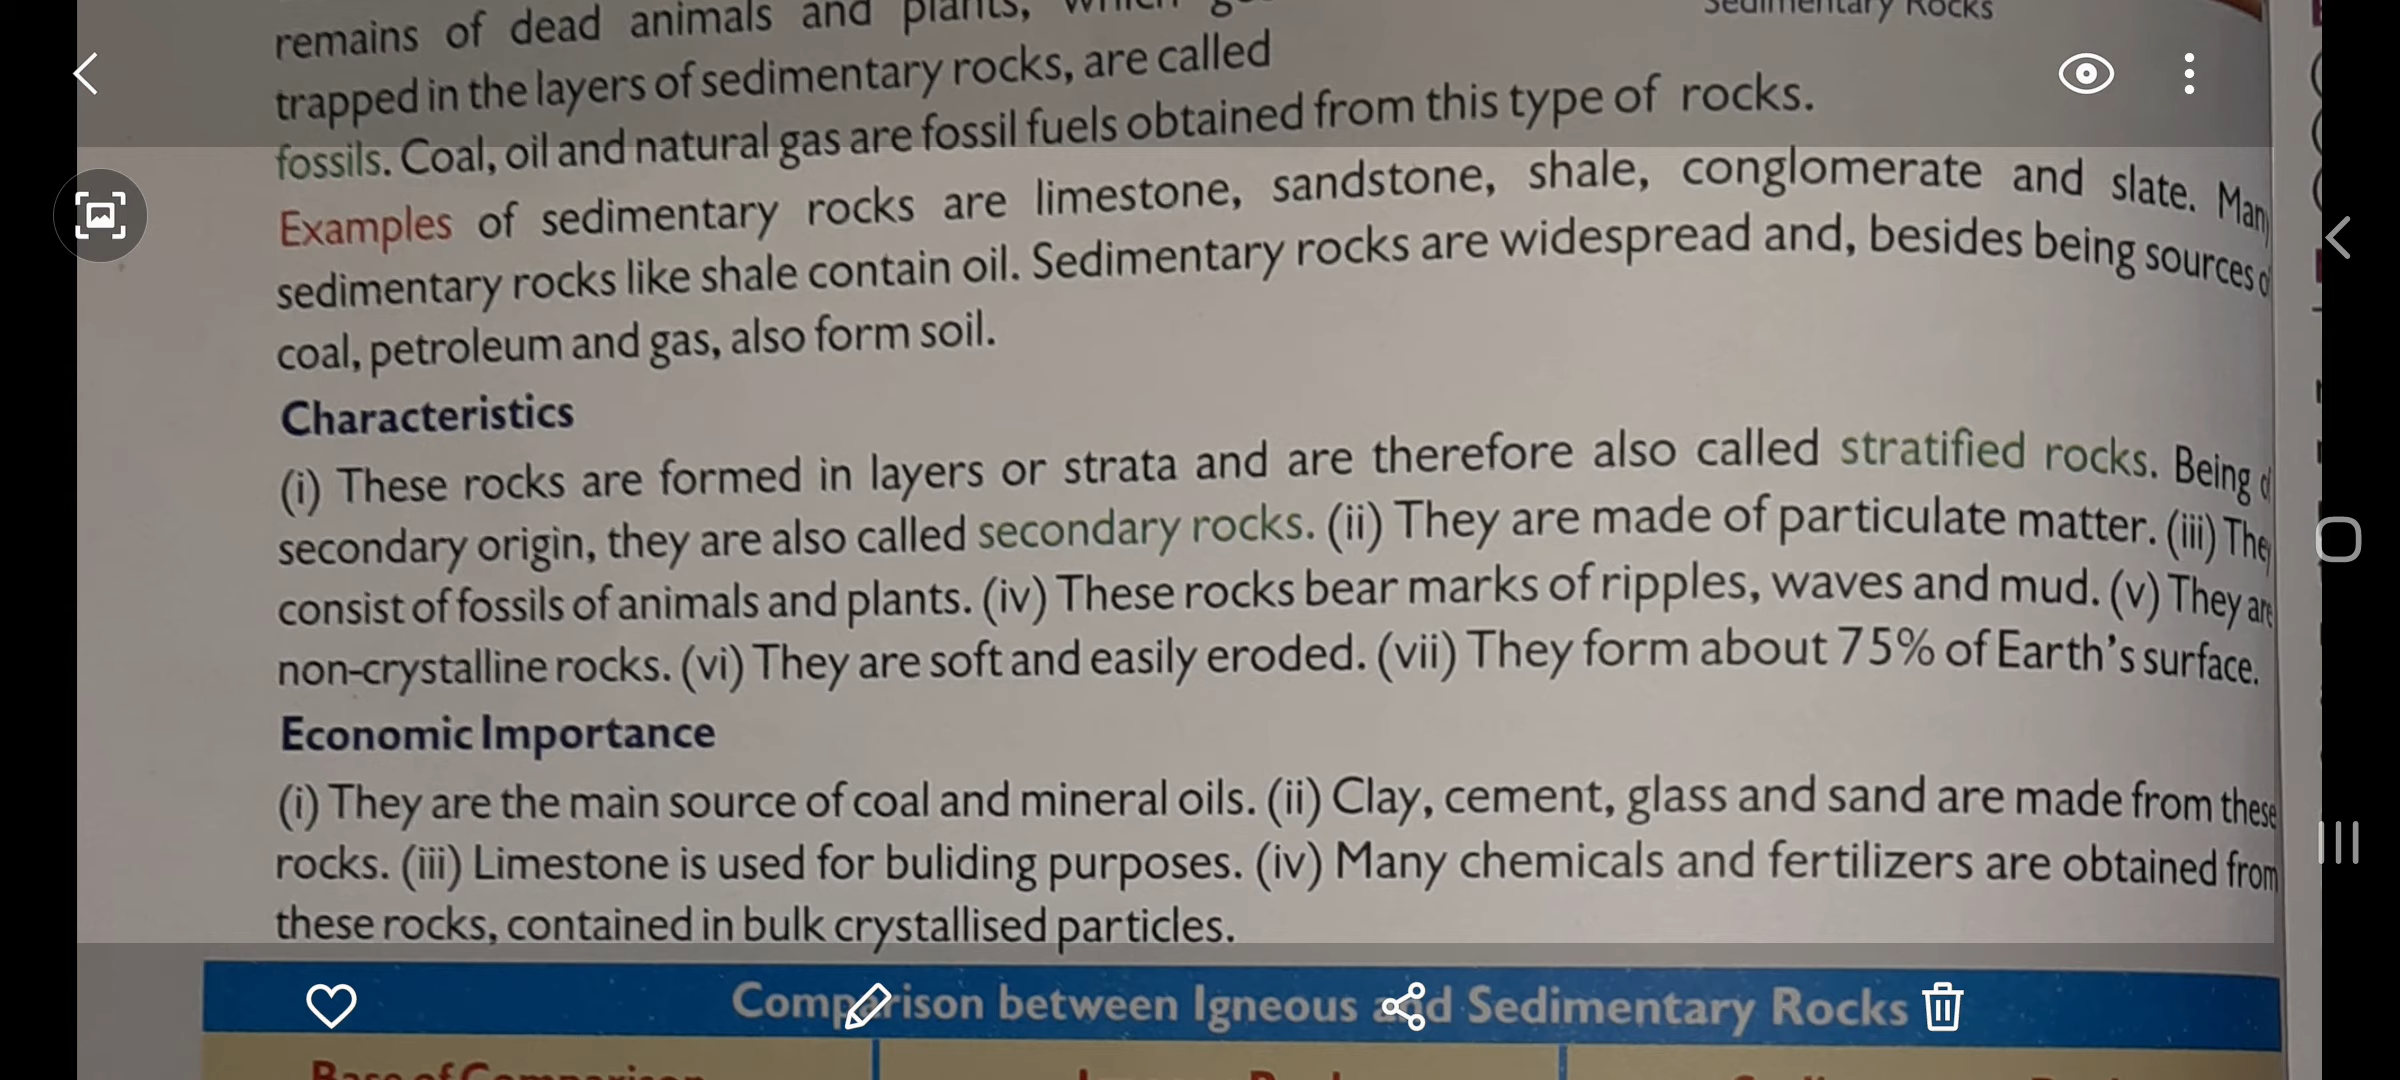 Sedimentary Rocks
remains of dead animals and plants, which
trapped in the layers of sedimentary rocks, are called
fossils. Coal, oil and natural gas are fossil fuels obtained from this type of rocks.
Examples of sedimentary rocks are limestone, sandstone, shale, conglomerate and slate. Many
sedimentary rocks like shale contain oil. Sedimentary rocks are widespread and, besides being sources of
coal, petroleum and gas, also form soil.
Characteristics
(i) These rocks are formed in layers or strata and are therefore also called stratified rocks. Being of
secondary origin, they are also called secondary rocks. (ii) They are made of particulate matter. (iii) They
consist of fossils of animals and plants. (iv) These rocks bear marks of ripples, waves and mud. (v) They are
non-crystalline rocks. (vi) They are soft and easily eroded. (vii) They form about 75% of Earth's surface.
Economic Importance
(i) They are the main source of coal and mineral oils. (ii) Clay, cement, glass and sand are made from these
rocks. (iii) Limestone is used for buliding purposes. (iv) Many chemicals and fertilizers are obtained from
these rocks, contained in bulk crystallised particles.
Comparison between Igneous and Sedimentary Rocks
Base of Comparison